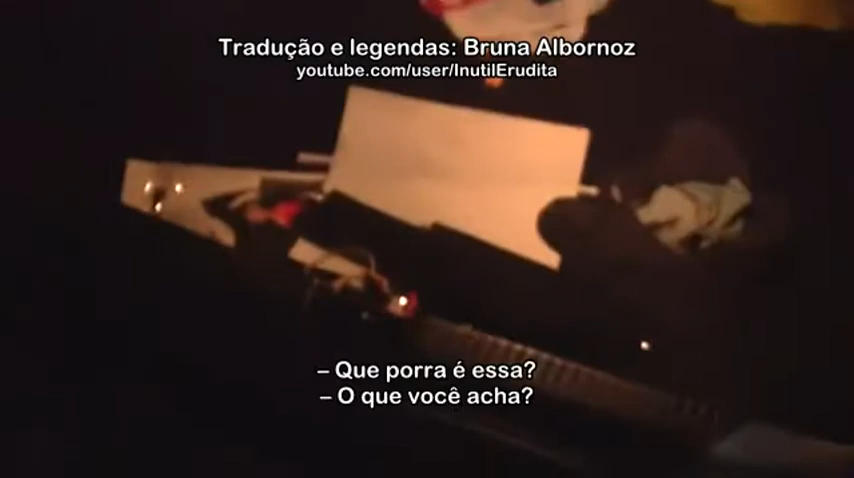 Tradução e legendas: Bruna Albornoz
youtube.com/user/InutilErudita
– Que porra é essa?
– O que você acha?